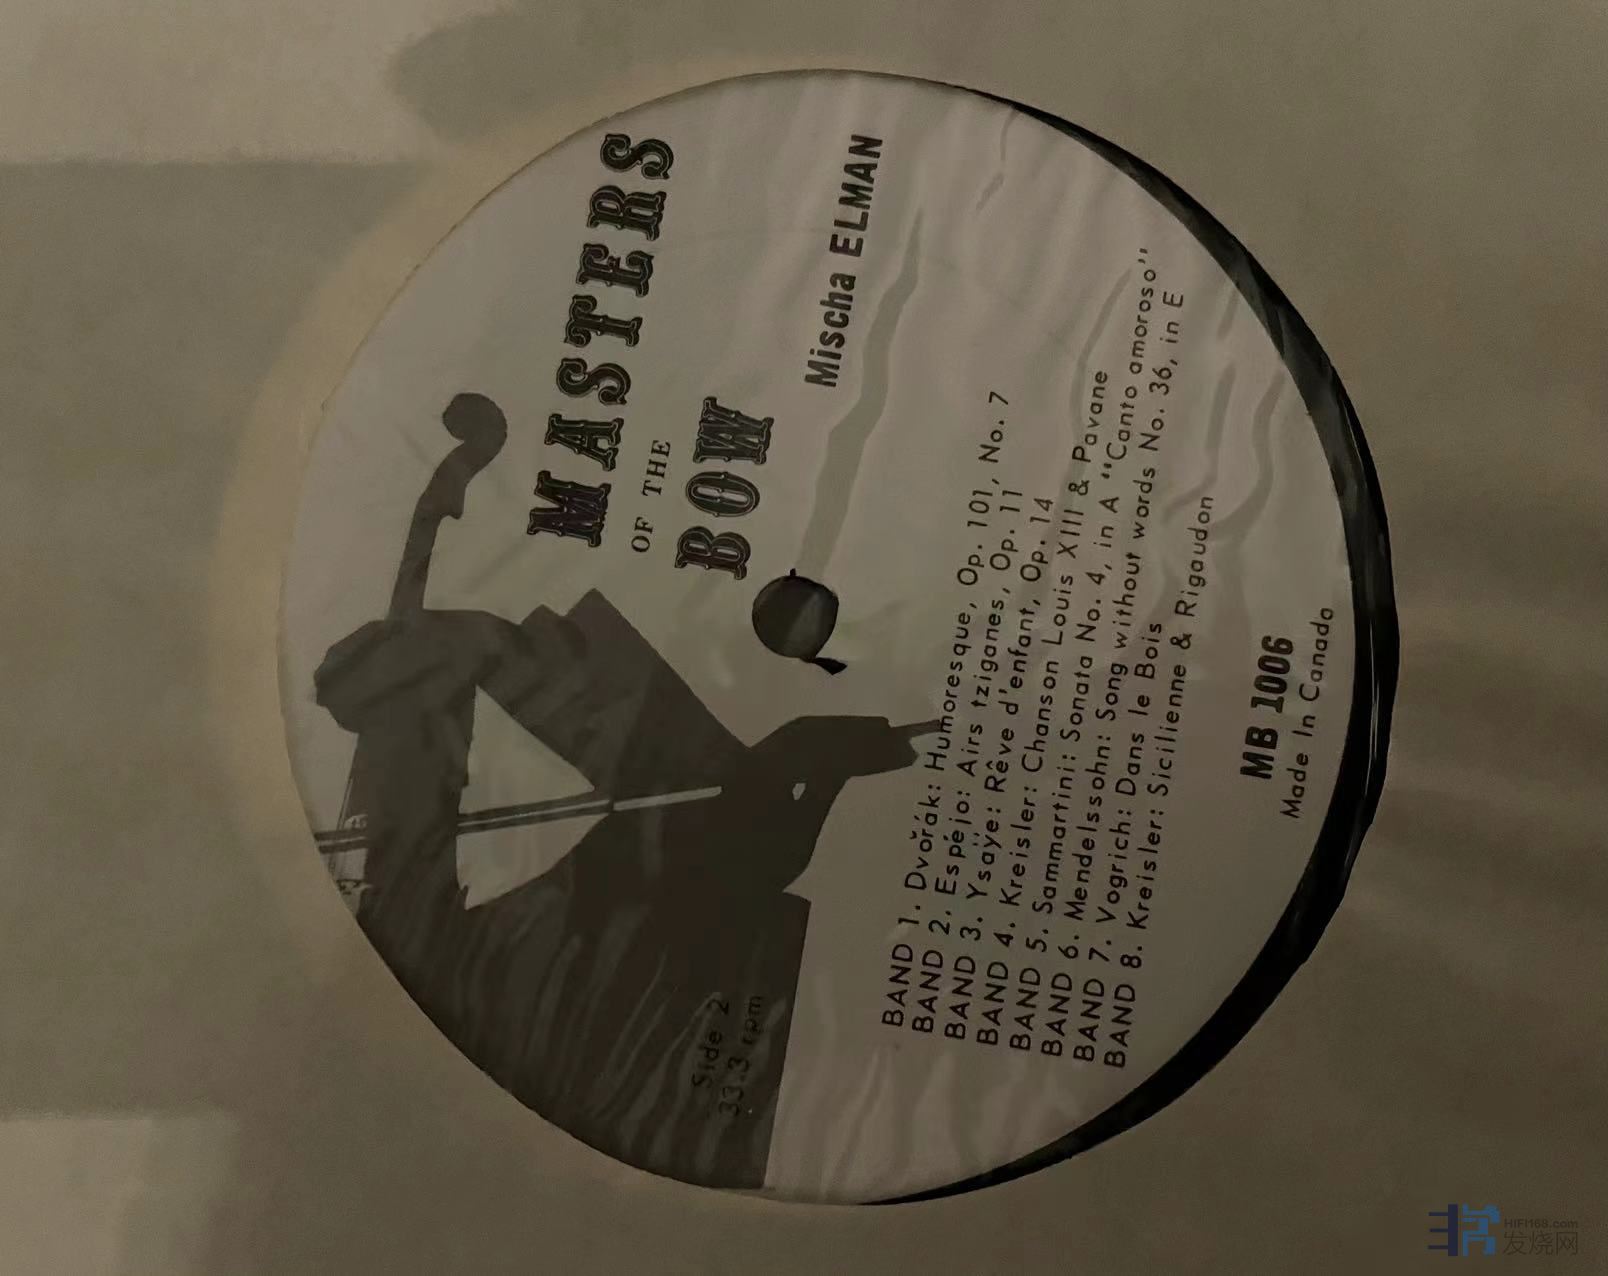 MASTERS
OF THE
BOW
Mischa ELMAN
Side 2
33.3 rpm
BAND 1. Dvořák: Humoresque, Op. 101, No. 7
BAND 2. Espéjo: Airs tziganes, Op. 11
BAND 3. Ysaÿe: Rêve d'enfant, Op. 14
BAND 4. Kreisler: Chanson Louis XIII & Pavane
BAND 5. Sammartini: Sonata No. 4, in A "Canto amoroso"
BAND 6. Mendelssohn: Song without words No. 36, in E
BAND 7. Vogrich: Dans le Bois
BAND 8. Kreisler: Sicilienne & Rigaudon
MB 1006
Made In Canada
HIFI168.com
发烧网